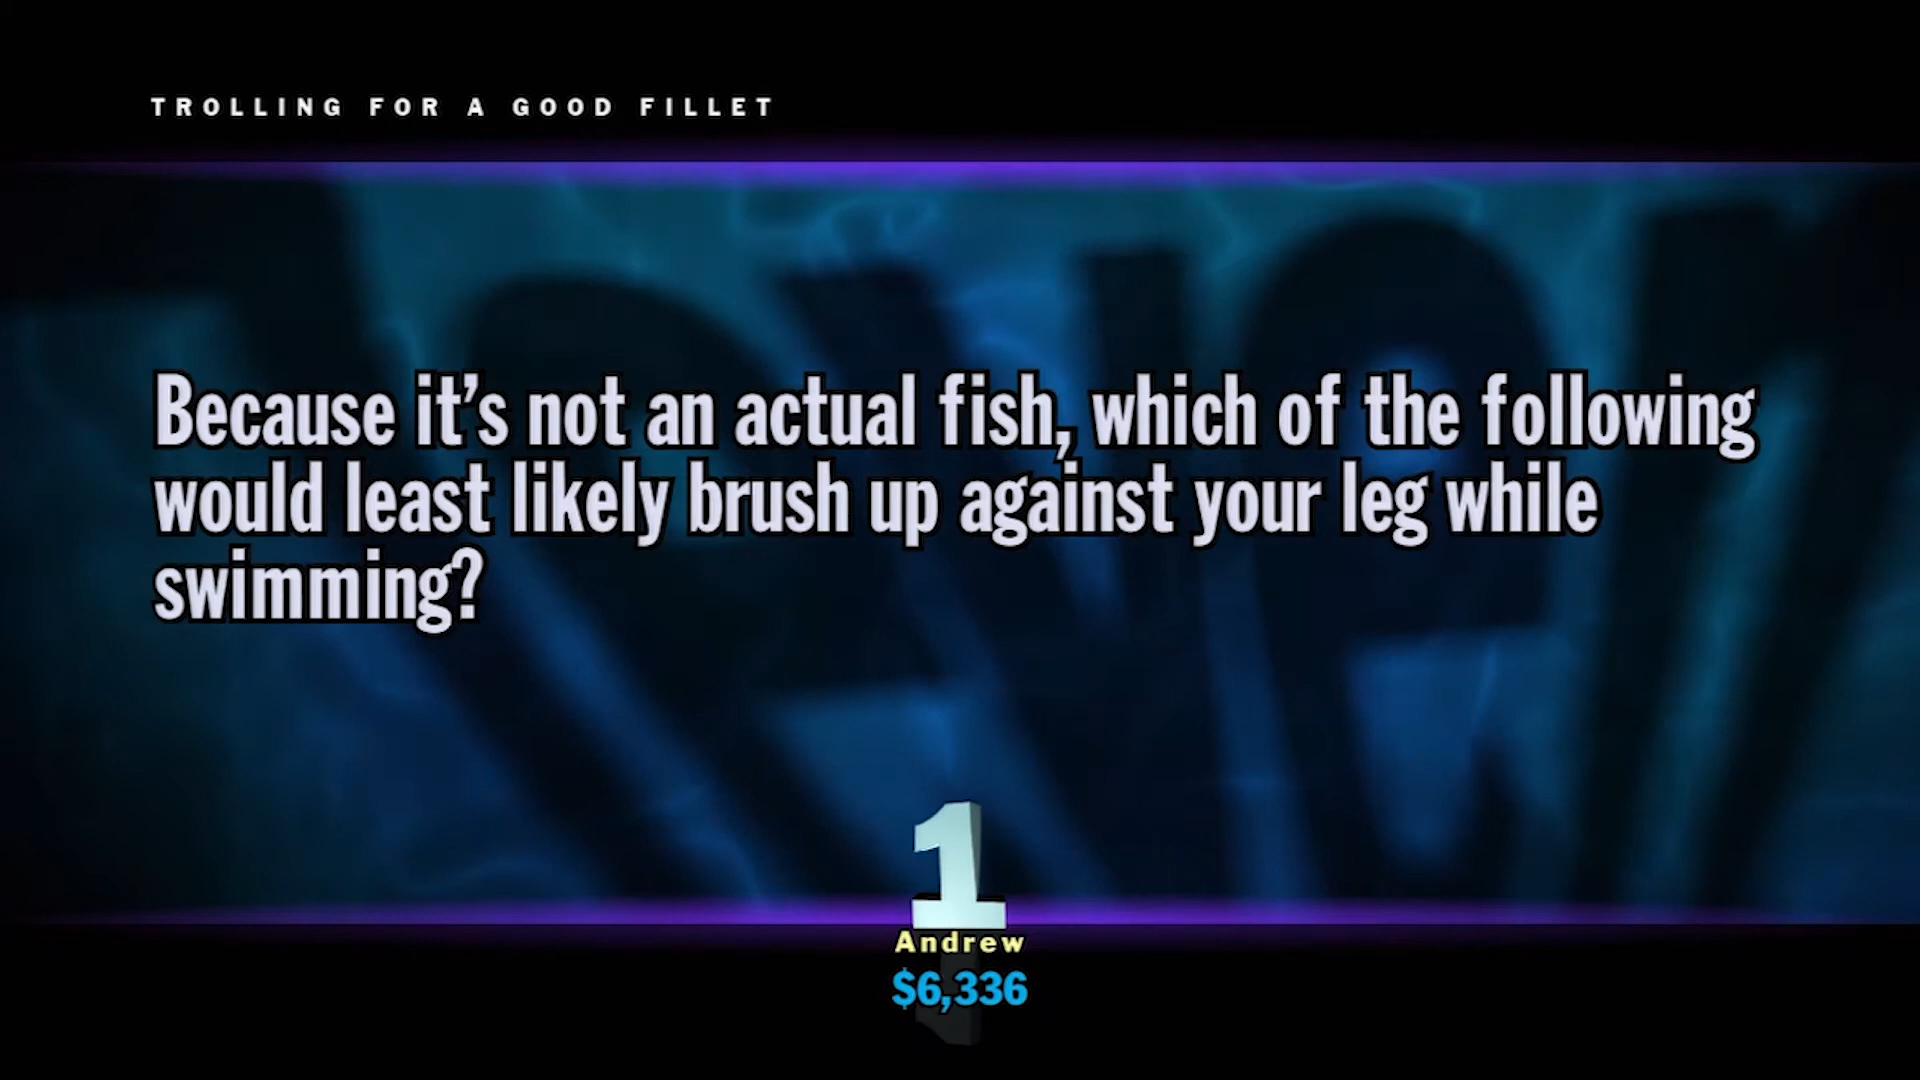 TROLLING FOR A GOOD FILLET
Because it's not an actual fish, which of the following
would least likely brush up against your leg while
swimming?
1
Andrew
$6,336